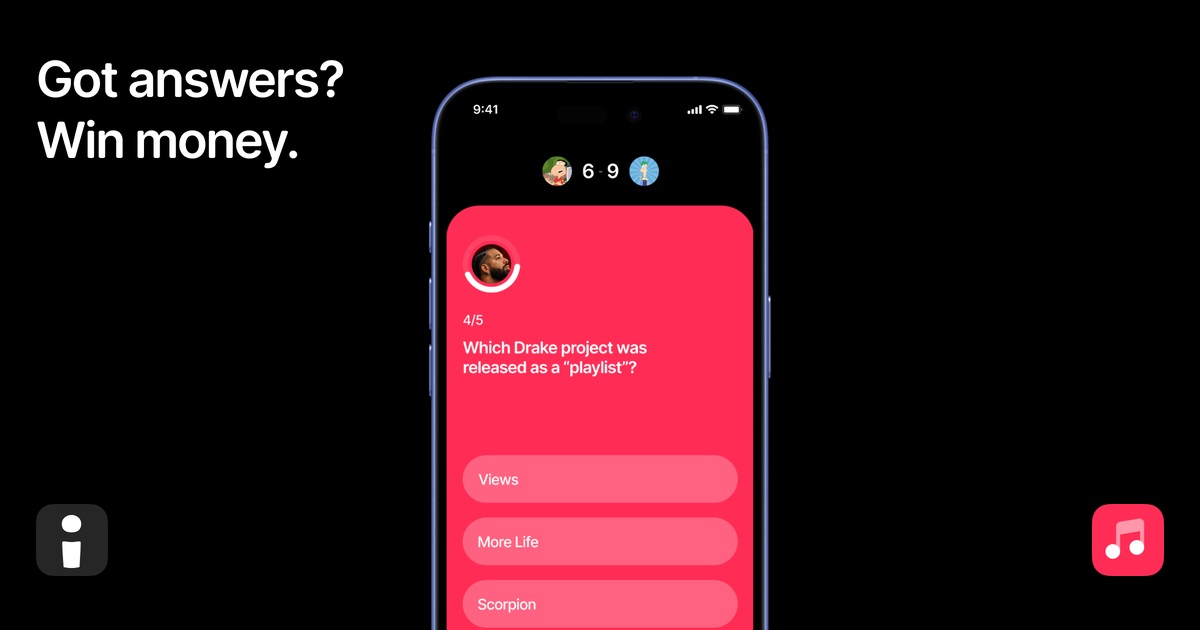 Got answers?
Win money.
9:41
6 - 9
4/5
Which Drake project was
released as a “playlist”?
Views
More Life
Scorpion